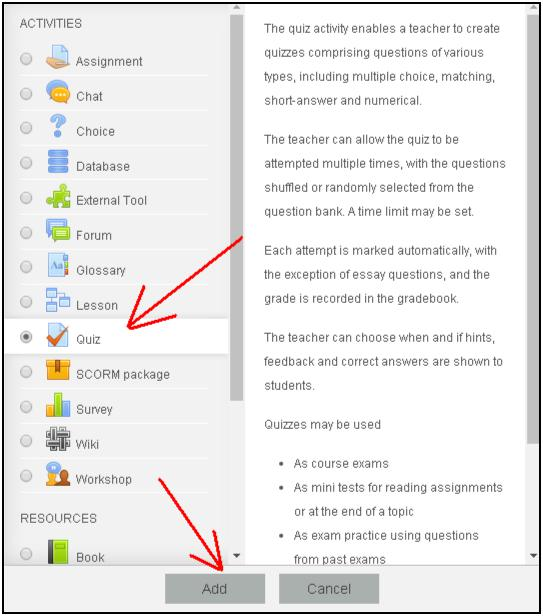 ACTIVITIES
Assignment
Chat
Choice
Database
External Tool
Forum
Glossary
Lesson
Quiz
SCORM package
Survey
Wiki
Workshop
RESOURCES
Book
The quiz activity enables a teacher to create
quizzes comprising questions of various
types, including multiple choice, matching,
short-answer and numerical.
The teacher can allow the quiz to be
attempted multiple times, with the questions
shuffled or randomly selected from the
question bank. A time limit may be set.
Each attempt is marked automatically, with
the exception of essay questions, and the
grade is recorded in the gradebook.
The teacher can choose when and if hints,
feedback and correct answers are shown to
students.
Quizzes may be used
• As course exams
• As mini tests for reading assignments
or at the end of a topic
• As exam practice using questions
from past exams
Add
Cancel